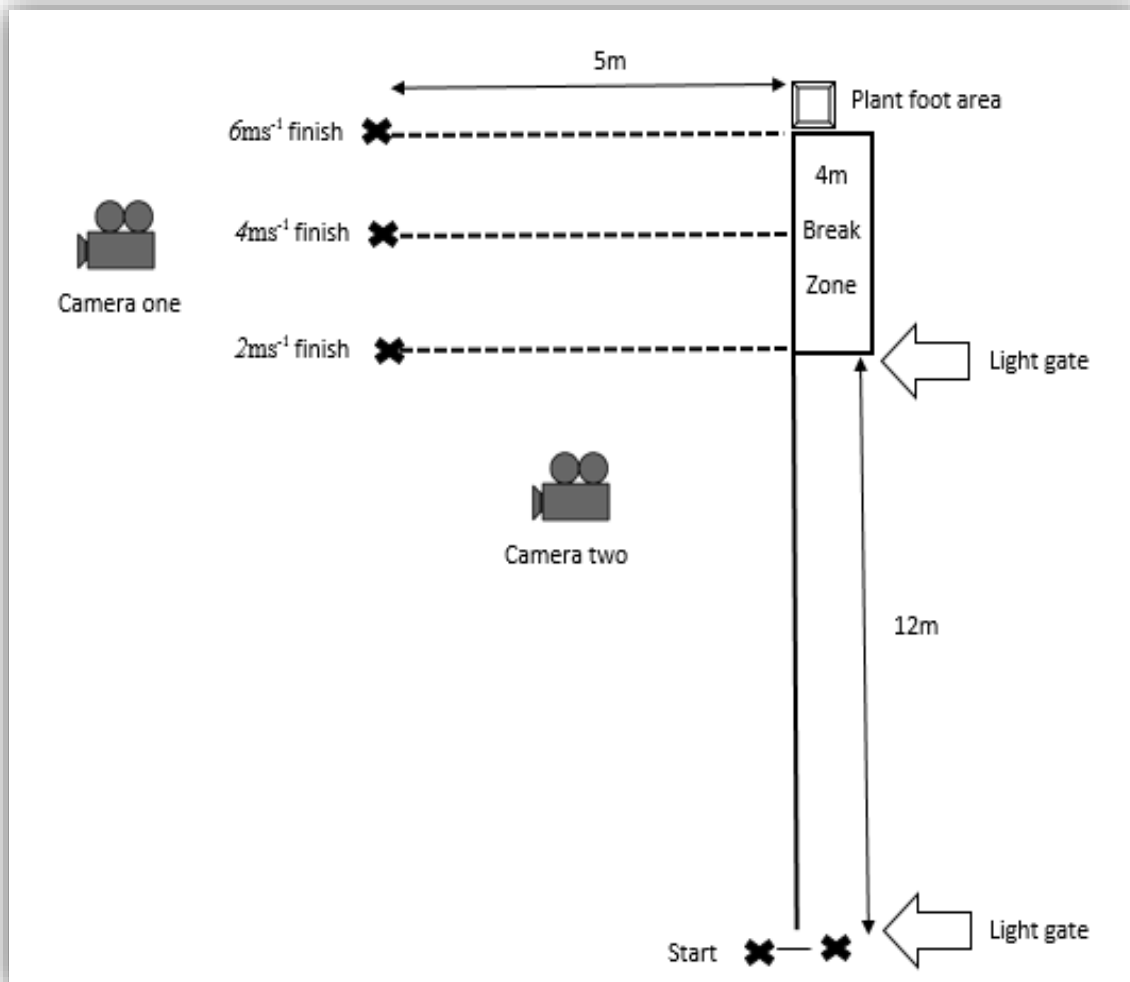 5m
Plant foot area
6ms⁻¹ finish
4m
4ms⁻¹ finish
Break
Zone
Camera one
2ms⁻¹ finish
Light gate
Camera two
12m
Light gate
Start